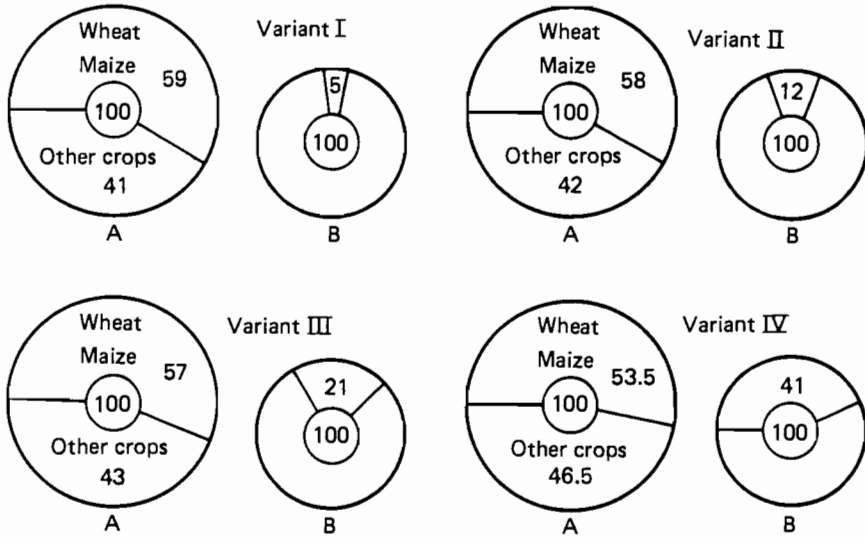 Variant I
Wheat
Maize
59
100
Other crops
41
A
5
100
B
Variant II
Wheat
Maize
58
100
Other crops
42
A
12
100
B
Variant III
Wheat
Maize
57
100
Other crops
43
A
21
100
B
Variant IV
Wheat
Maize
53.5
100
Other crops
46.5
A
41
100
B